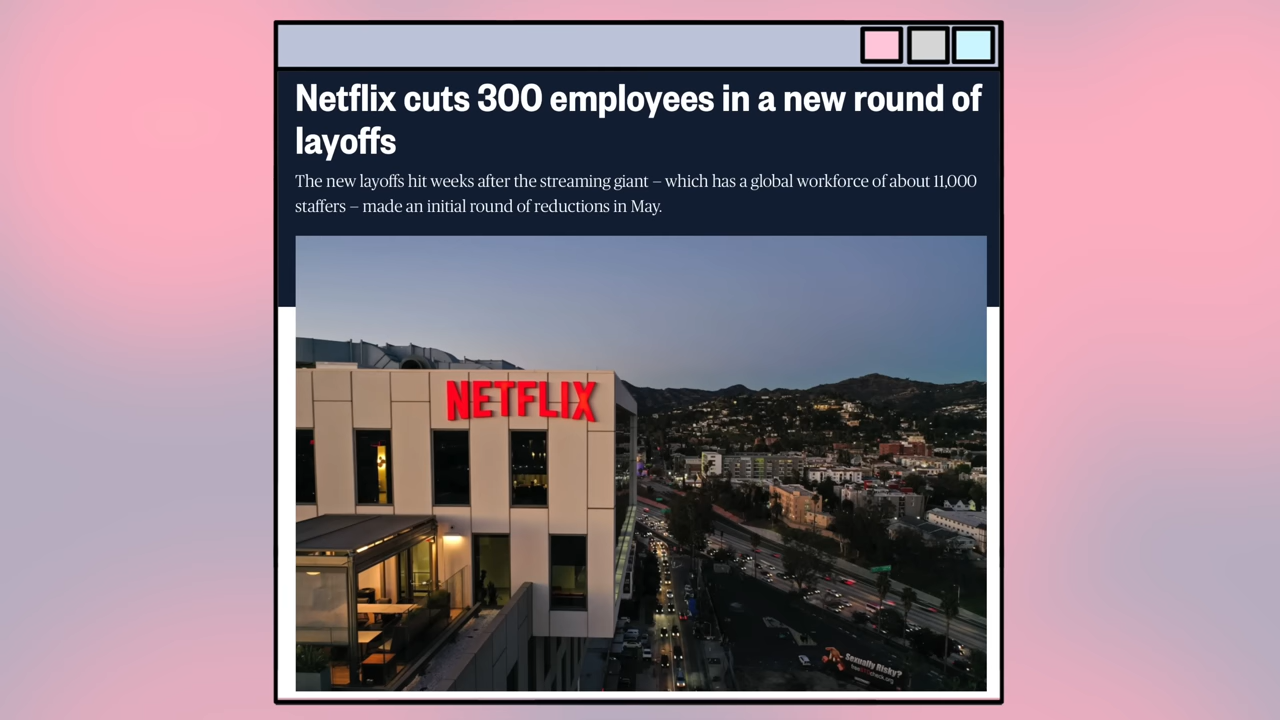 Netflix cuts 300 employees in a new round of
layoffs
The new layoffs hit weeks after the streaming giant – which has a global workforce of about 11,000
staffers – made an initial round of reductions in May.
NETFLIX
Sexually Risky?